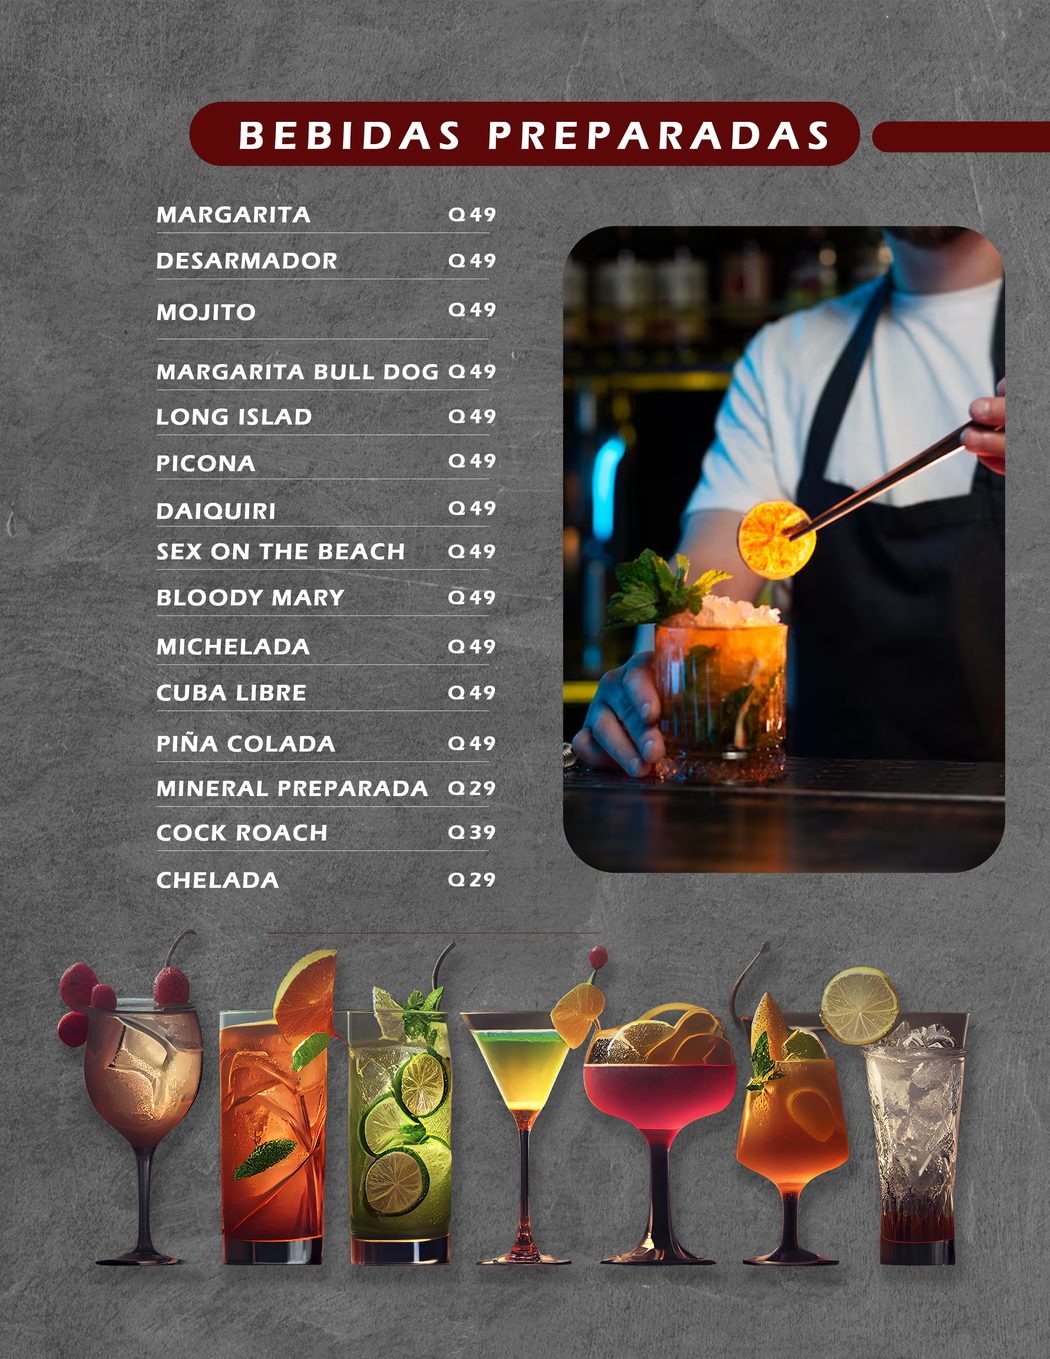 BEBIDAS PREPARADAS
MARGARITA Q49
DESARMADOR Q49
MOJITO Q49
MARGARITA BULL DOG Q49
LONG ISLAD Q49
PICONA Q49
DAIQUIRI Q49
SEX ON THE BEACH Q49
BLOODY MARY Q49
MICHELADA Q49
CUBA LIBRE Q49
PIÑA COLADA Q49
MINERAL PREPARADA Q29
COCK ROACH Q39
CHELADA Q29